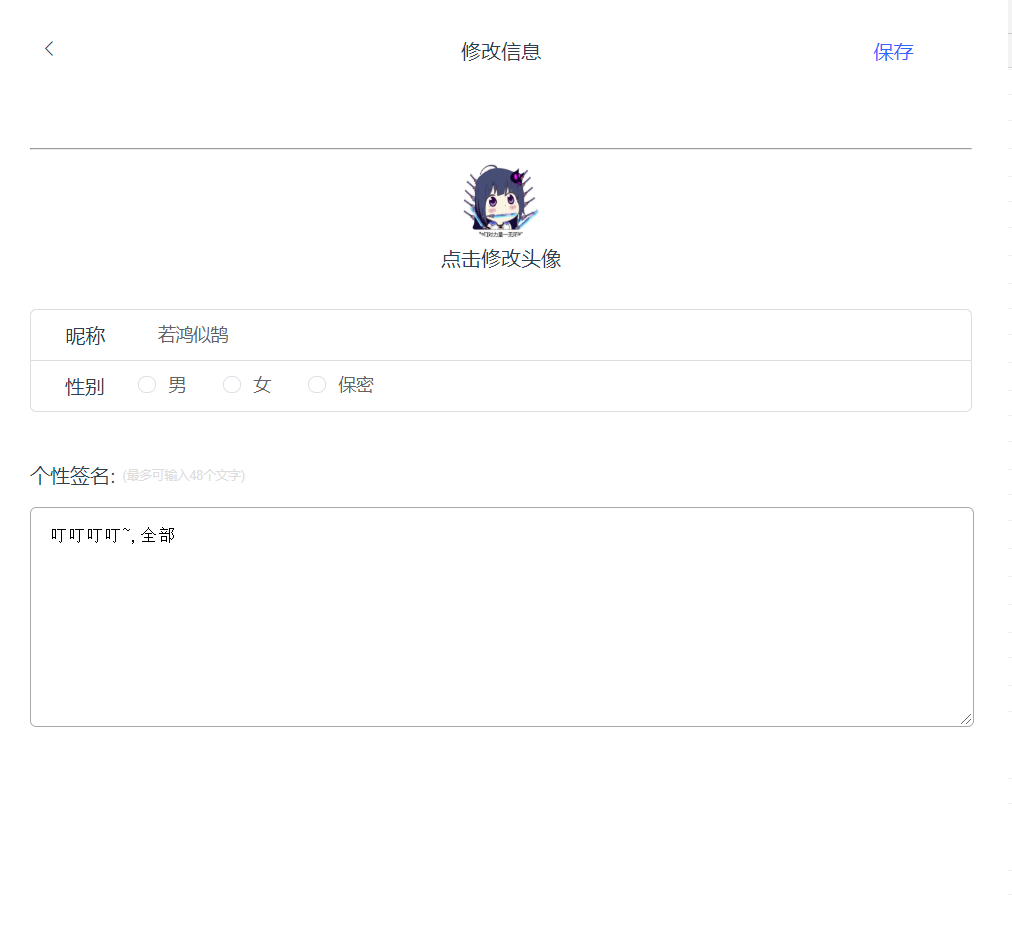 修改信息 保存
点击修改头像
昵称 若鸿似鹄
性别 男 女 保密
个性签名: (最多可输入48个文字)
叮叮叮叮~,全部